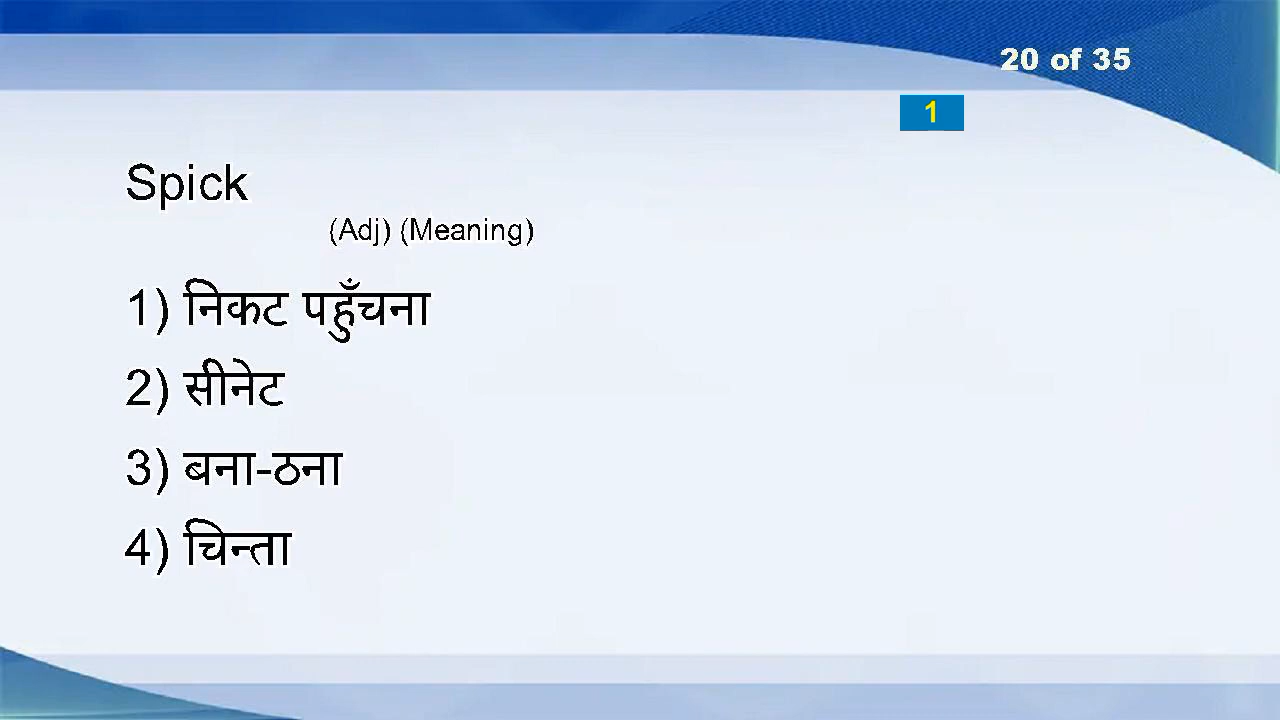 20 of 35
1
Spick
(Adj) (Meaning)
1) निकट पहुँचना
2) सीनेट
3) बना-ठना
4) चिन्ता